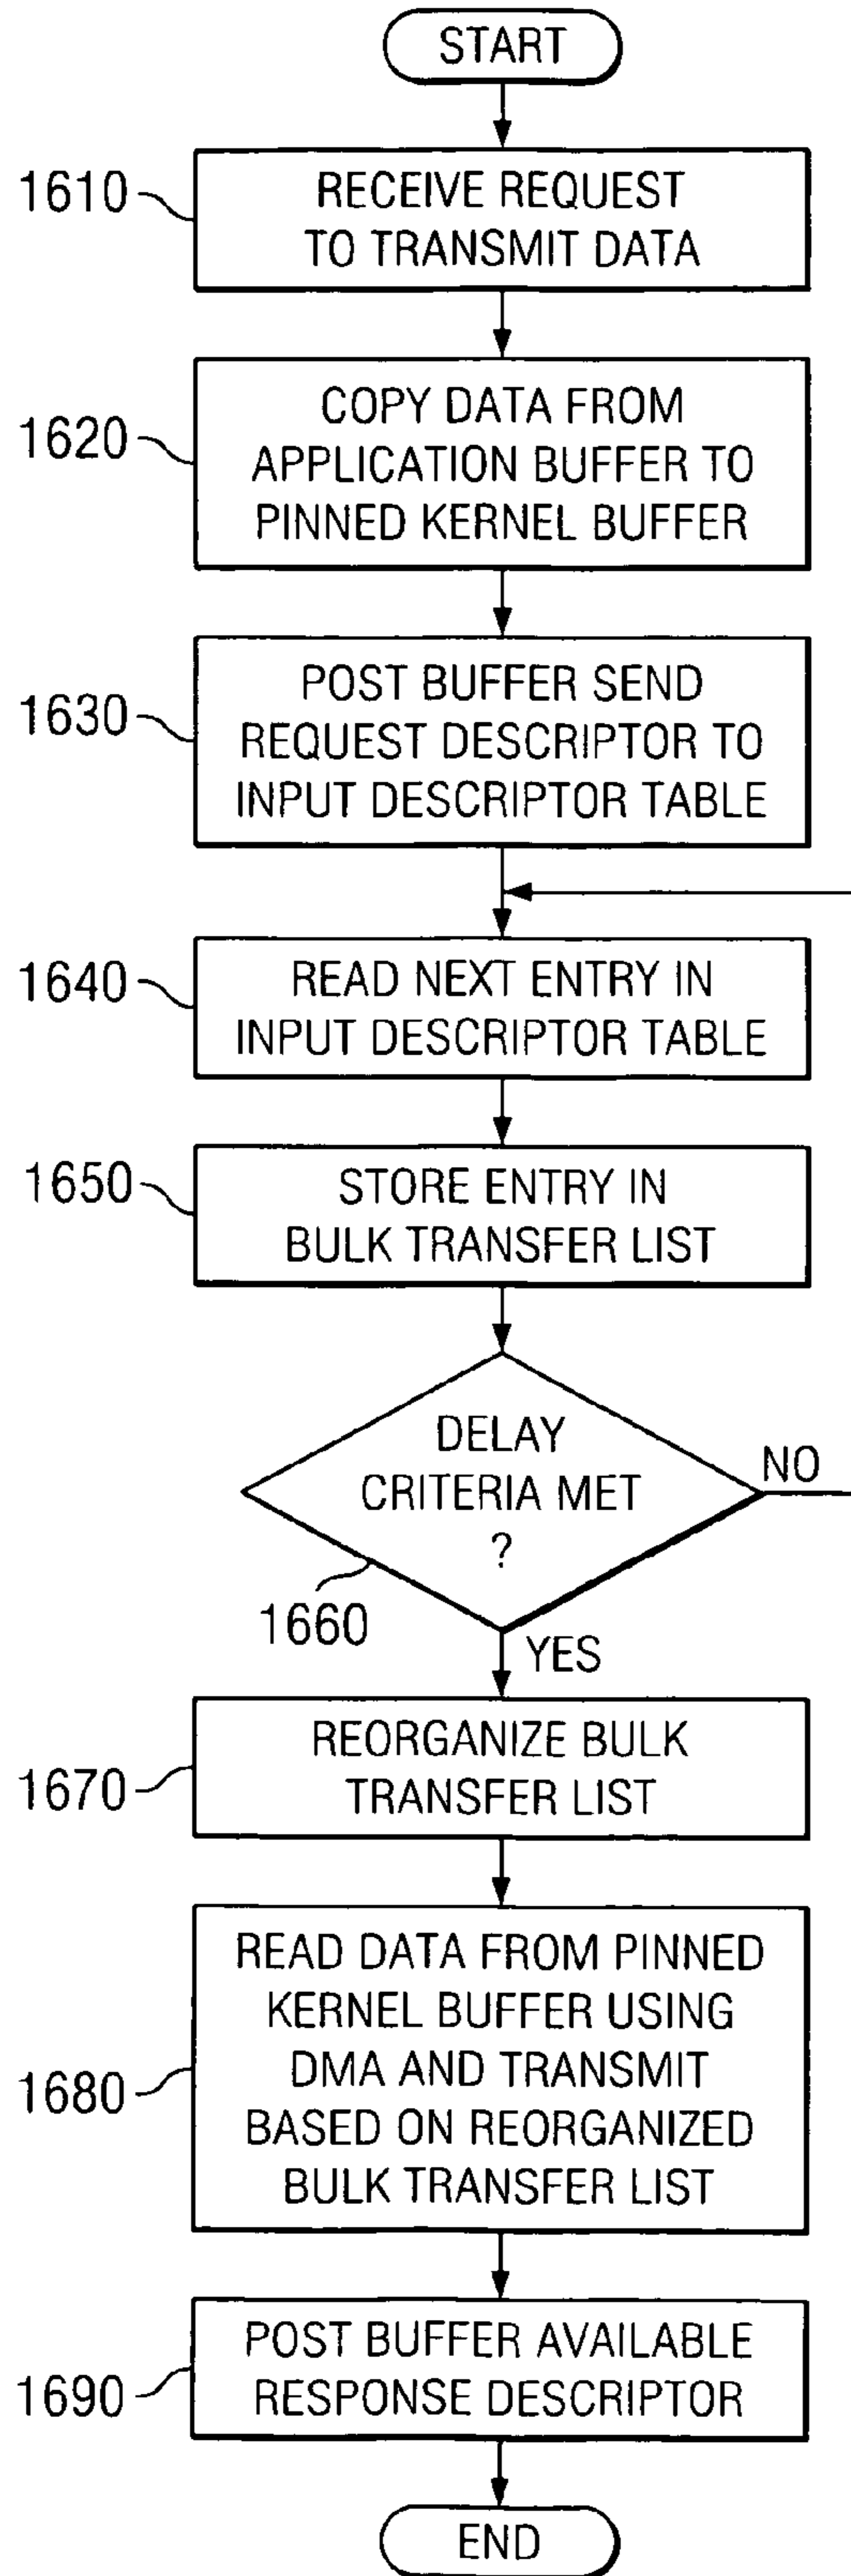 START
1610
RECEIVE REQUEST
TO TRANSMIT DATA
1620
COPY DATA FROM
APPLICATION BUFFER TO
PINNED KERNEL BUFFER
1630
POST BUFFER SEND
REQUEST DESCRIPTOR TO
INPUT DESCRIPTOR TABLE
1640
READ NEXT ENTRY IN
INPUT DESCRIPTOR TABLE
1650
STORE ENTRY IN
BULK TRANSFER LIST
DELAY
CRITERIA MET
?
NO
1660
YES
1670
REORGANIZE BULK
TRANSFER LIST
1680
READ DATA FROM PINNED
KERNEL BUFFER USING
DMA AND TRANSMIT
BASED ON REORGANIZED
BULK TRANSFER LIST
1690
POST BUFFER AVAILABLE
RESPONSE DESCRIPTOR
END